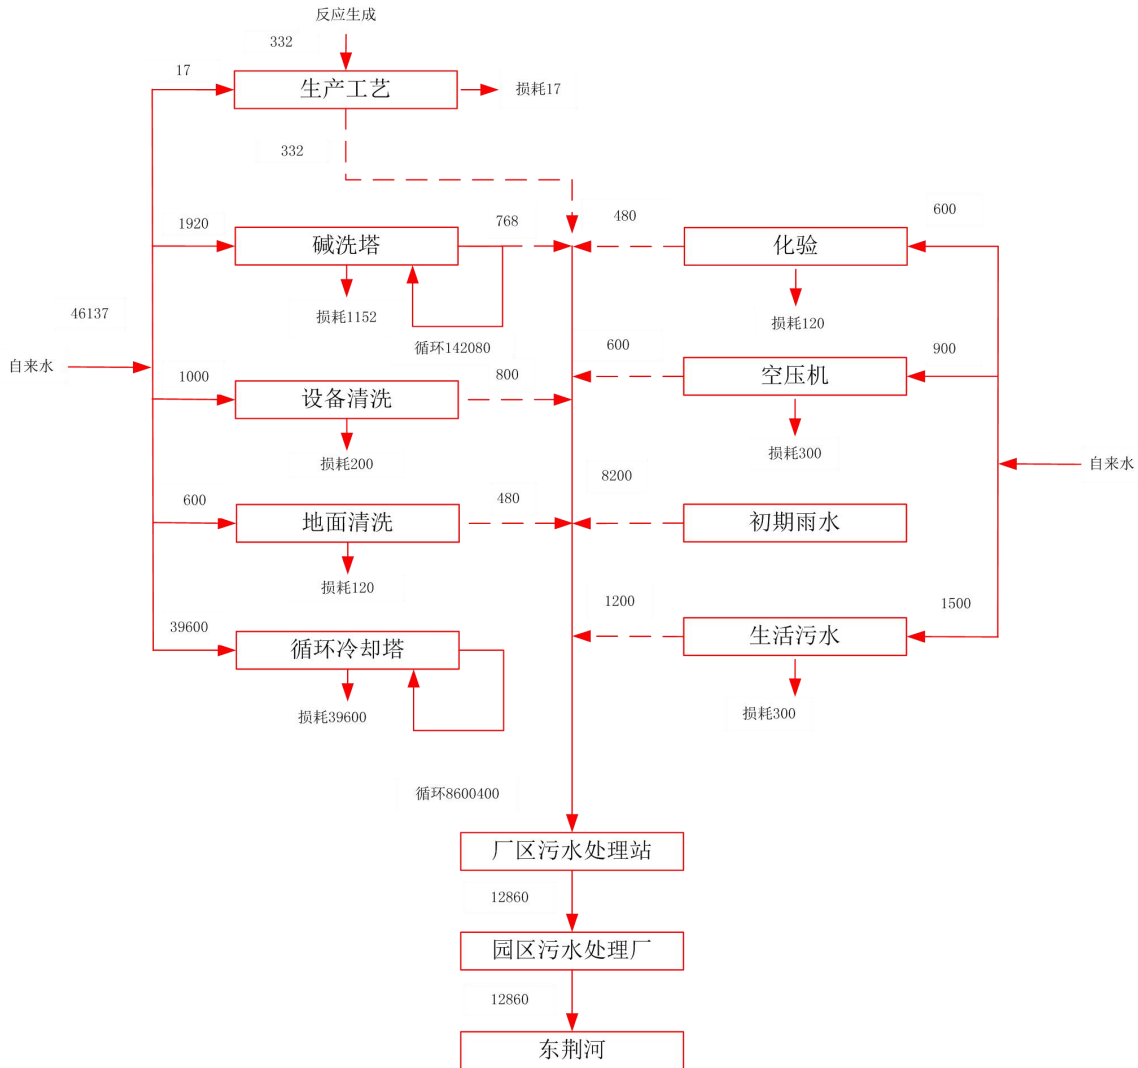 反应生成
332
17
生产工艺
损耗17
332
1920
碱洗塔
768
480
化验
600
损耗1152
损耗120
46137
循环142080
自来水
1000
设备清洗
800
600
空压机
900
损耗200
损耗300
自来水
600
地面清洗
480
8200
初期雨水
损耗120
39600
循环冷却塔
1200
生活污水
1500
损耗39600
损耗300
循环8600400
厂区污水处理站
12860
园区污水处理厂
12860
东荆河